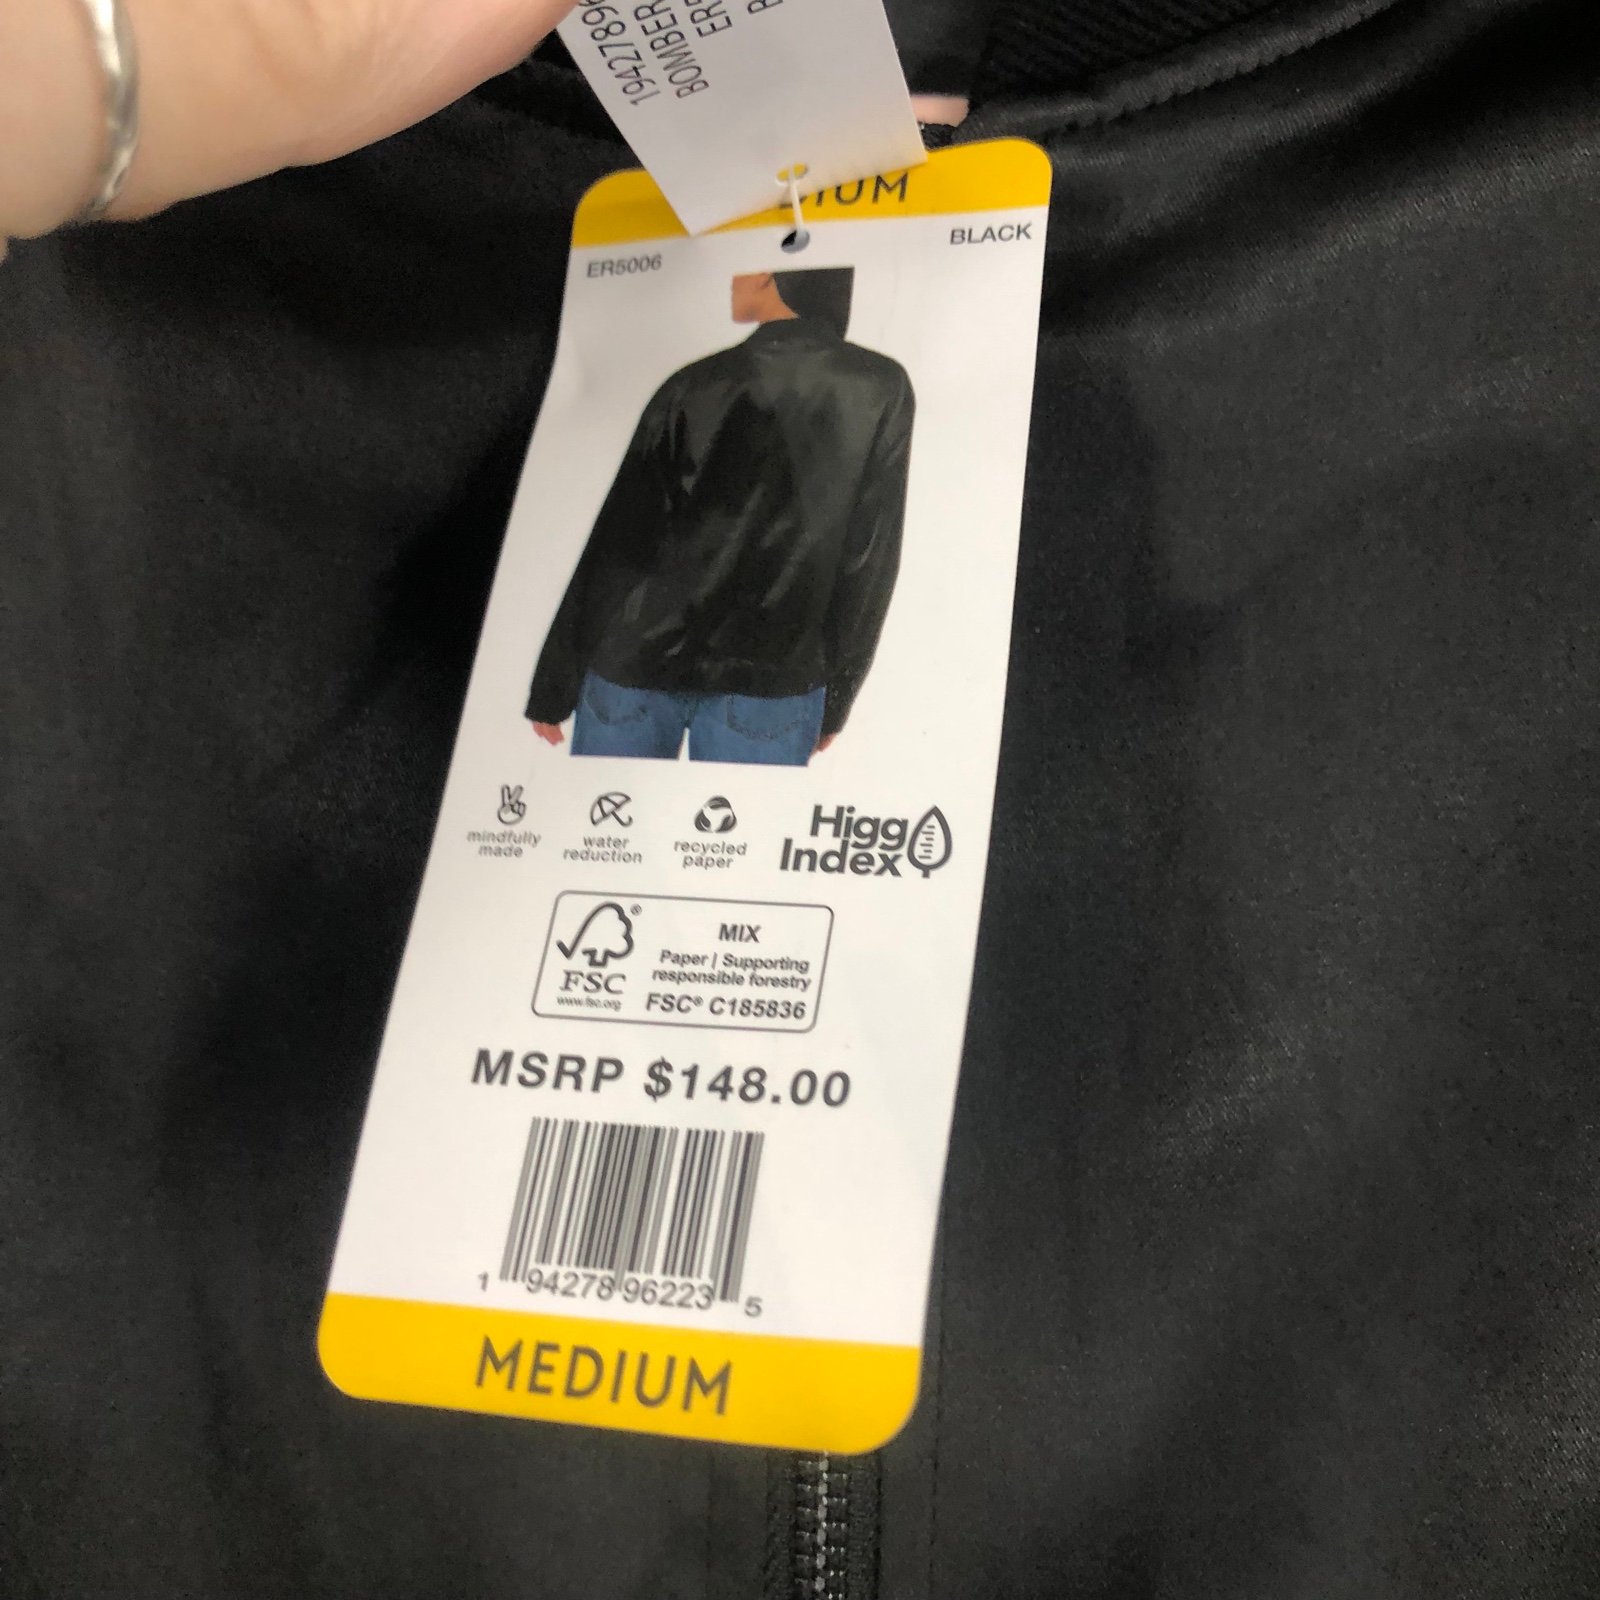 19427896
BOMBER
MEDIUM
ER5006
BLACK
mindfully
made
water
reduction
recycled
paper
Higg
Index
FSC®
www.fsc.org
MIX
Paper | Supporting
responsible forestry
FSC® C185836
MSRP $148.00
1 94278 96223 5
MEDIUM